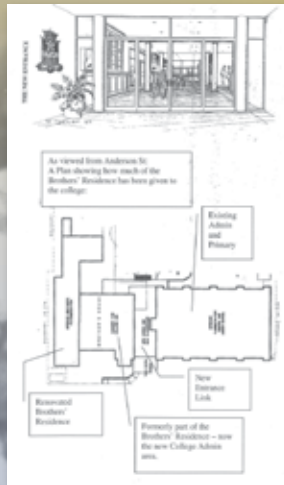 THE NEW ENTRANCE
As viewed from Anderson St:
A Plan showing how much of the
Brothers' Residence has been given to
the college:
Existing
Admin
and
Primary
New
Entrance
Link
Renovated
Brothers'
Residence
Formerly part of the
Brothers' Residence – now
the new College Admin
area.